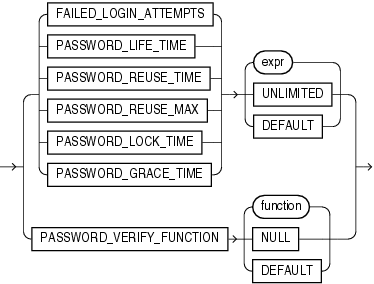 FAILED_LOGIN_ATTEMPTS
PASSWORD_LIFE_TIME
PASSWORD_REUSE_TIME
PASSWORD_REUSE_MAX
PASSWORD_LOCK_TIME
PASSWORD_GRACE_TIME
expr
UNLIMITED
DEFAULT
PASSWORD_VERIFY_FUNCTION
function
NULL
DEFAULT